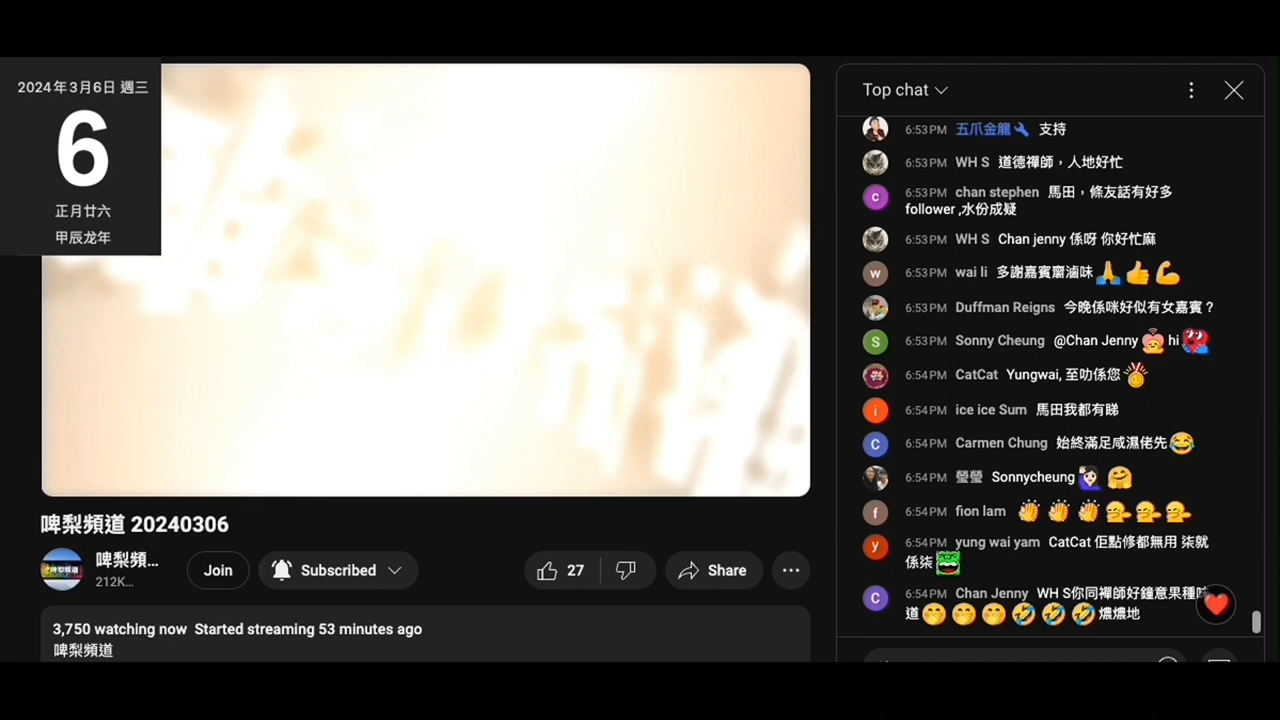 2024年3月6日 週三
6
正月廿六
甲辰龙年
啤梨頻道 20240306
啤梨頻...
212K...
Join
Subscribed
27
Share
3,750 watching now Started streaming 53 minutes ago
啤梨頻道
Top chat
6:53PM 五爪金龍 支持
6:53PM WH S 道德禪師，人地好忙
6:53PM chan stephen 馬田，條友話有好多
follower ,水份成疑
6:53PM WH S Chan jenny 係呀 你好忙麻
6:53PM wai li 多謝嘉賓齋滷味🙏👍💪
6:53PM Duffman Reigns 今晚係咪好似有女嘉賓？
6:53PM Sonny Cheung @Chan Jenny hi
6:54PM CatCat Yungwai, 至叻係您
6:54PM ice ice Sum 馬田我都有睇
6:54PM Carmen Chung 始終滿足咸濕佬先😂
6:54PM 瑩瑩 Sonnycheung 🙋🏻‍♀️ 🤗
6:54PM fion lam 👏 👏 👏
6:54PM yung wai yam CatCat 佢點修都無用 柒就
係柒
6:54PM Chan Jenny WH S你同禪師好鐘意果種味
道🤭🤭🤭🤣🤣🤣燶燶地